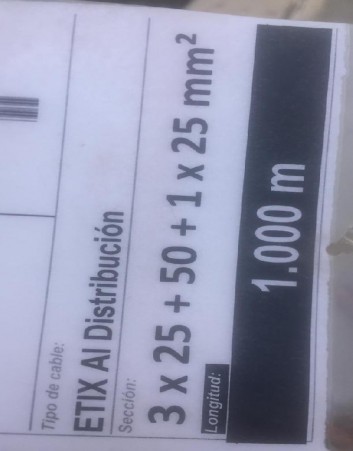 Tipo de cable:
ETIX Al Distribución
Sección:
3 x 25 + 50 + 1 x 25 mm²
Longitud:
1.000 m